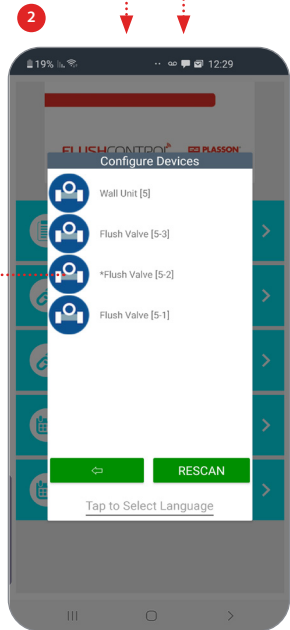 2
19%
12:29
FLUSHCONTROL PLASSON
Configure Devices
Wall Unit [5]
Flush Valve [5-3]
*Flush Valve [5-2]
Flush Valve [5-1]
⇦ RESCAN
Tap to Select Language